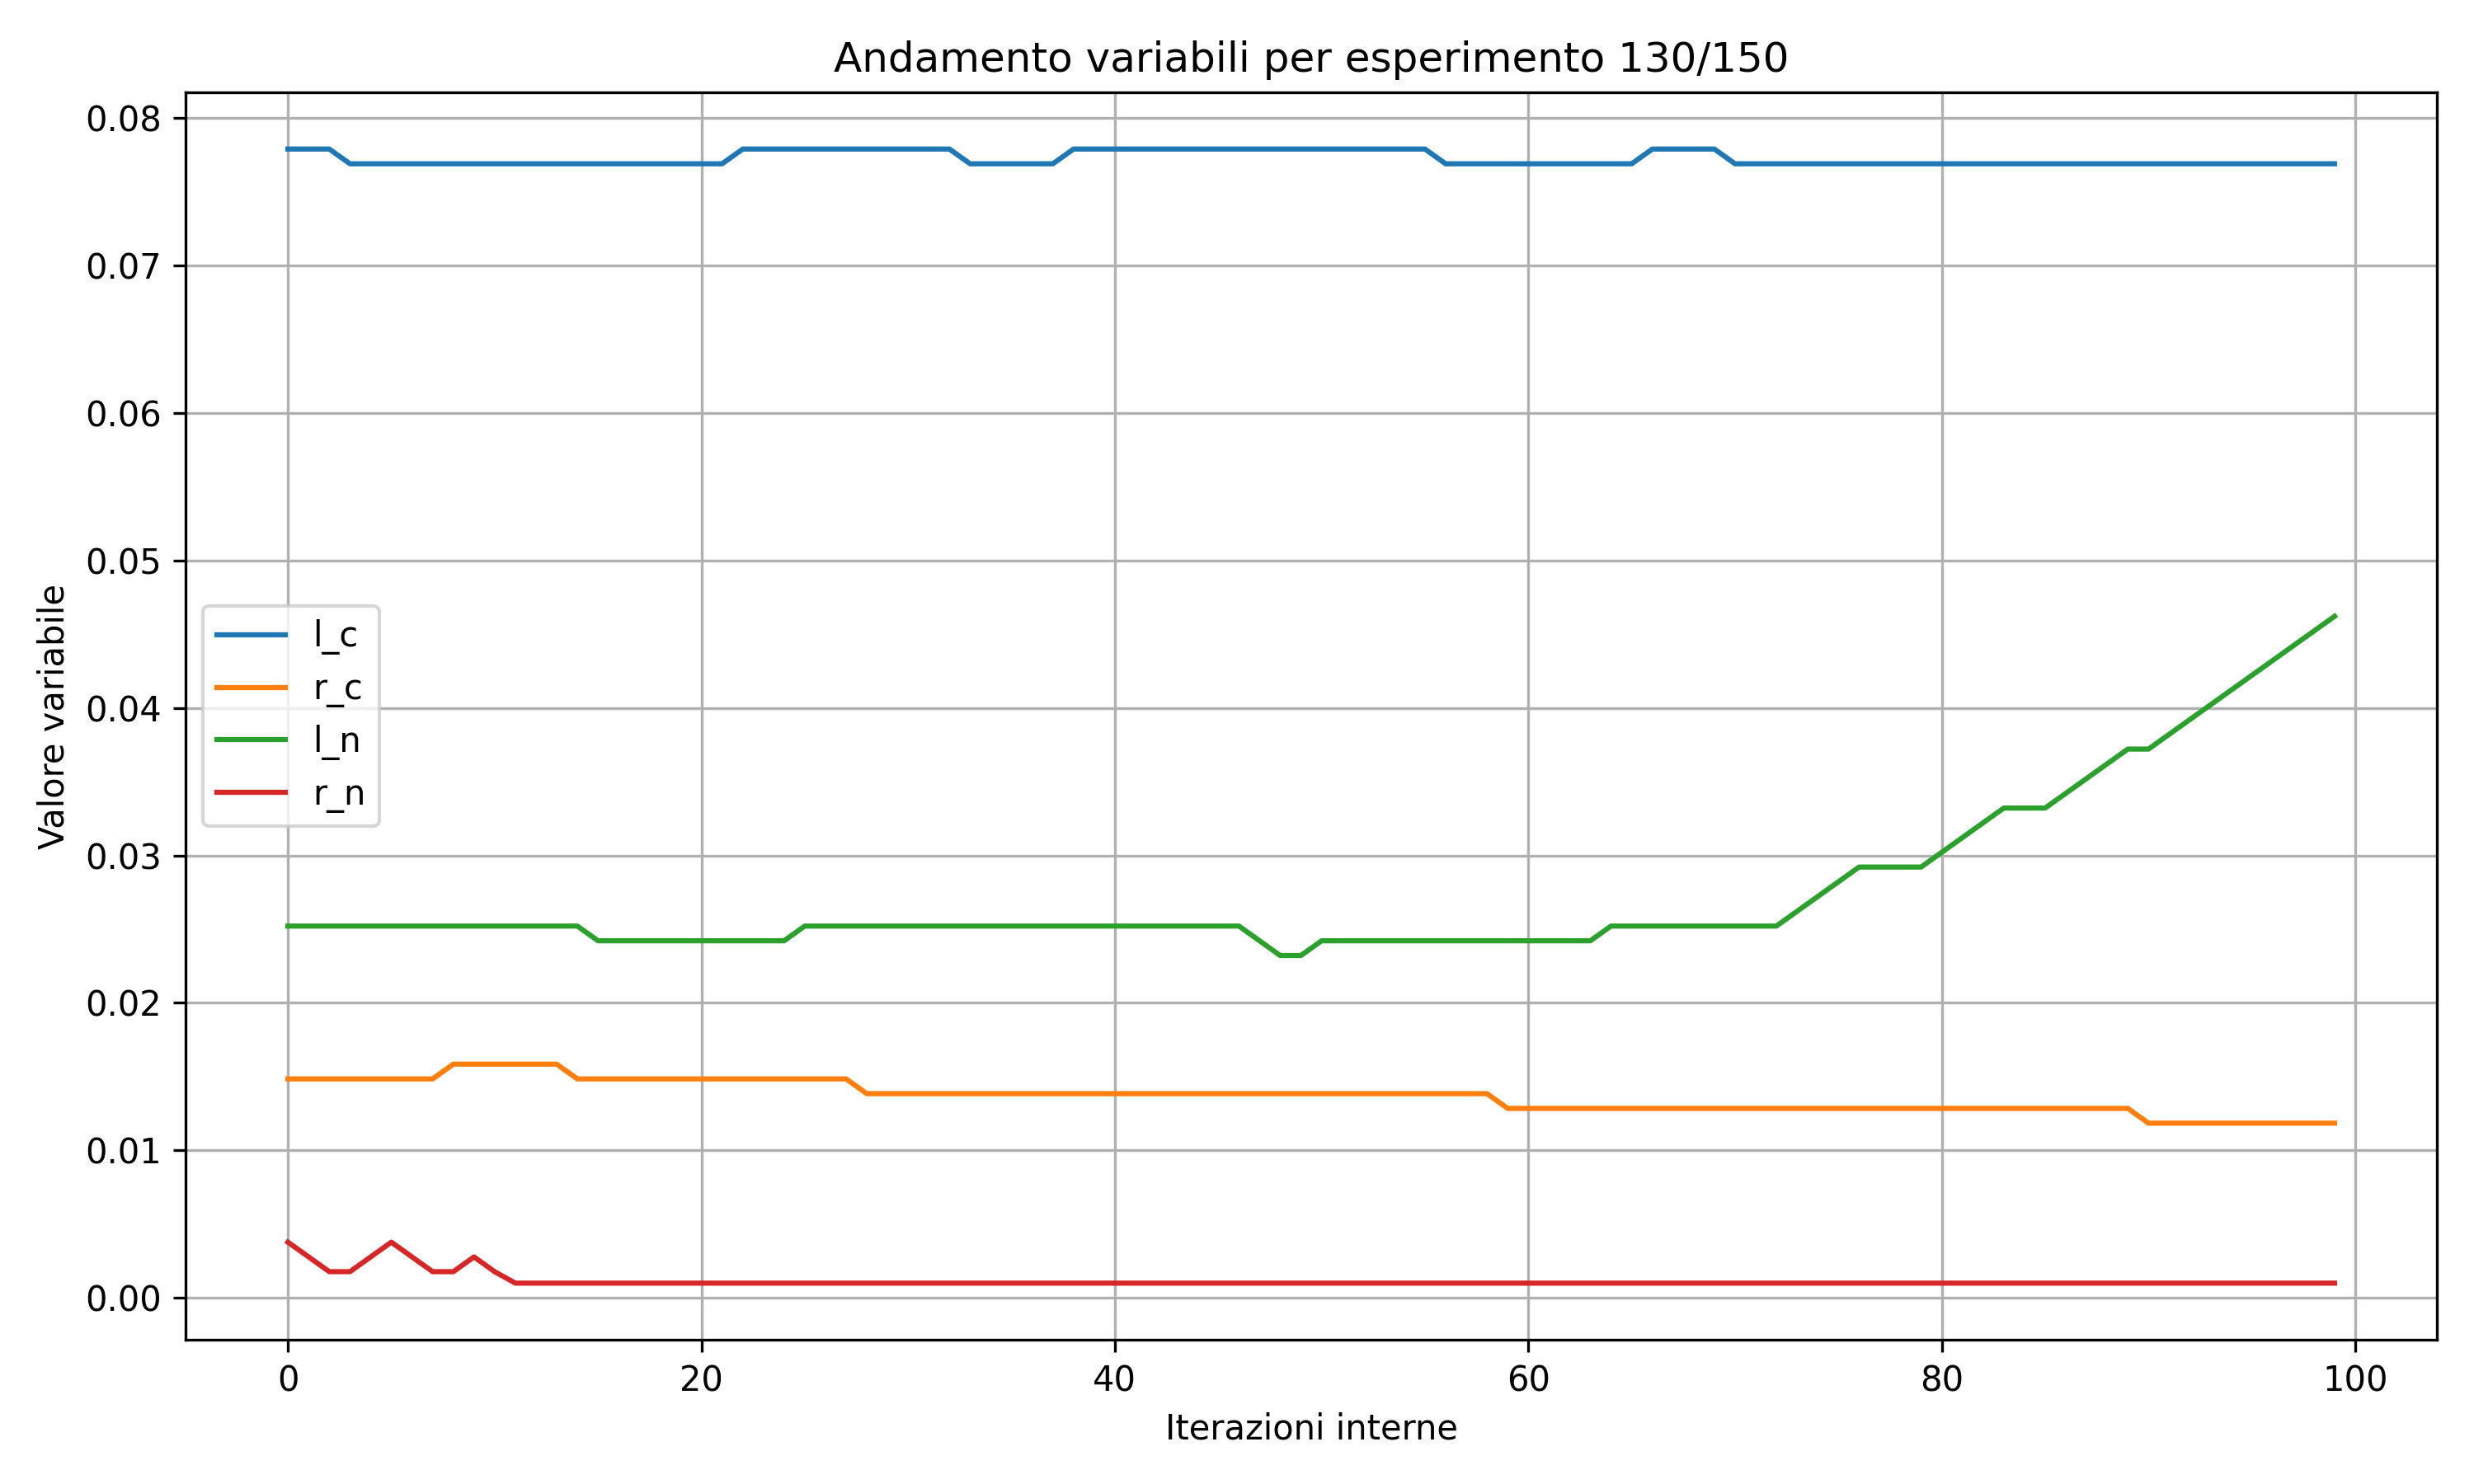 Andamento variabili per esperimento 130/150
Valore variabile
0.08
0.07
0.06
0.05
0.04
0.03
0.02
0.01
0.00
l_c
r_c
l_n
r_n
0 20 40 60 80 100
Iterazioni interne